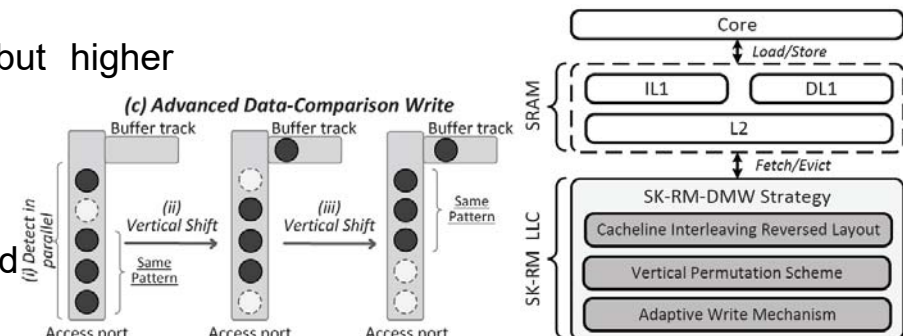 but higher
d
(c) Advanced Data-Comparison Write
Buffer track
Buffer track
Buffer track
(i) Detect in
parallel
Same
Pattern
(ii)
Vertical Shift
(iii)
Vertical Shift
Same
Pattern
Access port
Access port
Access port
Core
Load/Store
SRAM
IL1
DL1
L2
Fetch/Evict
SK-RM LLC
SK-RM-DMW Strategy
Cacheline Interleaving Reversed Layout
Vertical Permutation Scheme
Adaptive Write Mechanism